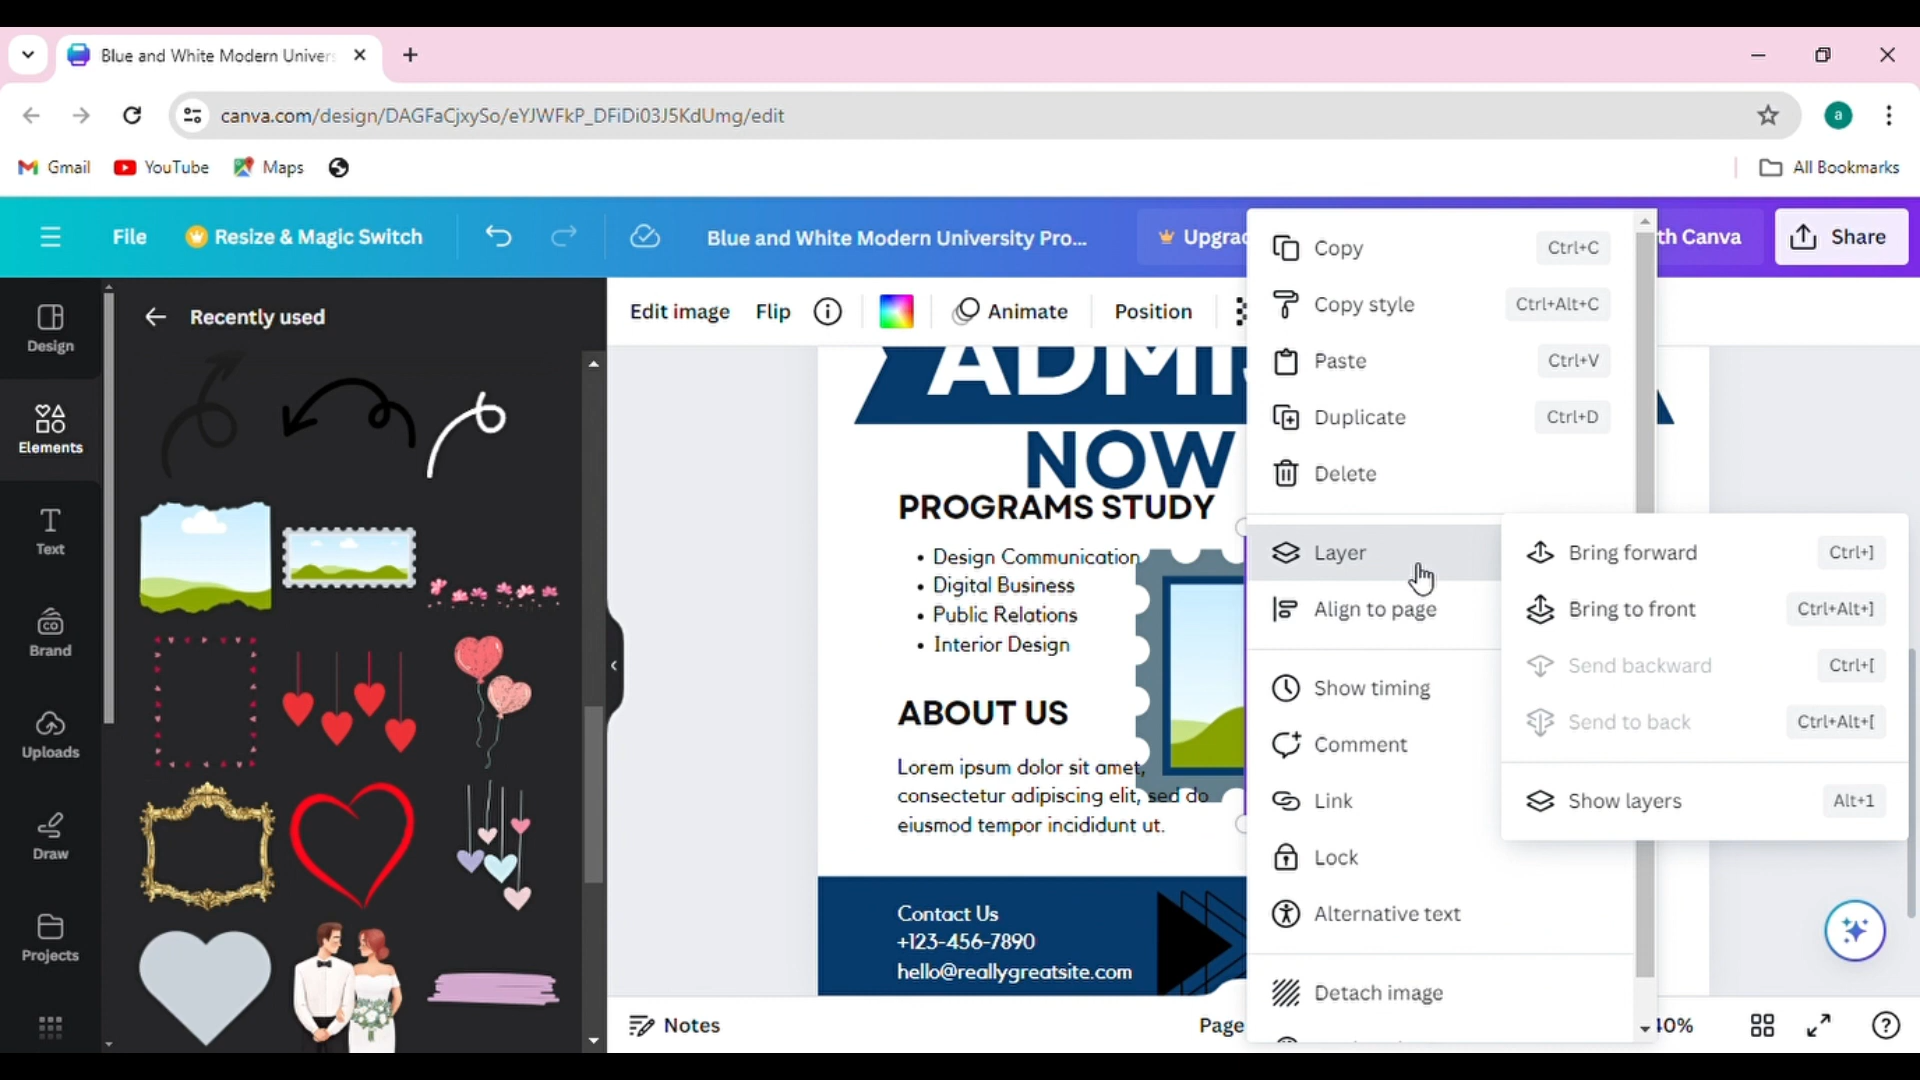 Blue and White Modern Univer
canva.com/design/DAGFaCjxySo/eYJWFkP_DFiDi03J5KdUmg/edit
a
Gmail
YouTube
Maps
All Bookmarks
File
Resize & Magic Switch
Blue and White Modern University Pro...
Upgra
th Canva
Share
Design
Elements
Text
Brand
Uploads
Draw
Projects
Recently used
Edit image
Flip
Animate
Position
ADMI
NOW
PROGRAMS STUDY
• Design Communication
• Digital Business
• Public Relations
• Interior Design
ABOUT US
Lorem ipsum dolor sit amet,
consectetur adipiscing elit, sed do
eiusmod tempor incididunt ut.
Contact Us
+123-456-7890
hello@reallygreatsite.com
Copy Ctrl+C
Copy style Ctrl+Alt+C
Paste Ctrl+V
Duplicate Ctrl+D
Delete
Layer
Align to page
Show timing
Comment
Link
Lock
Alternative text
Detach image
Bring forward Ctrl+]
Bring to front Ctrl+Alt+]
Send backward Ctrl+[
Send to back Ctrl+Alt+[
Show layers Alt+1
Notes
Page
40%